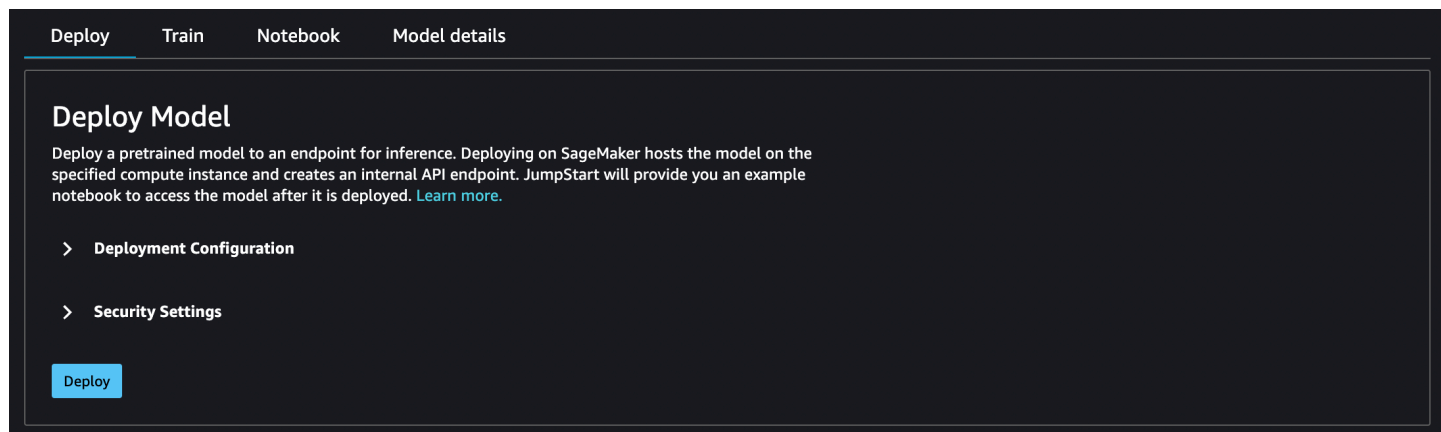 Deploy Train Notebook Model details
Deploy Model
Deploy a pretrained model to an endpoint for inference. Deploying on SageMaker hosts the model on the
specified compute instance and creates an internal API endpoint. JumpStart will provide you an example
notebook to access the model after it is deployed. Learn more.
Deployment Configuration
Security Settings
Deploy